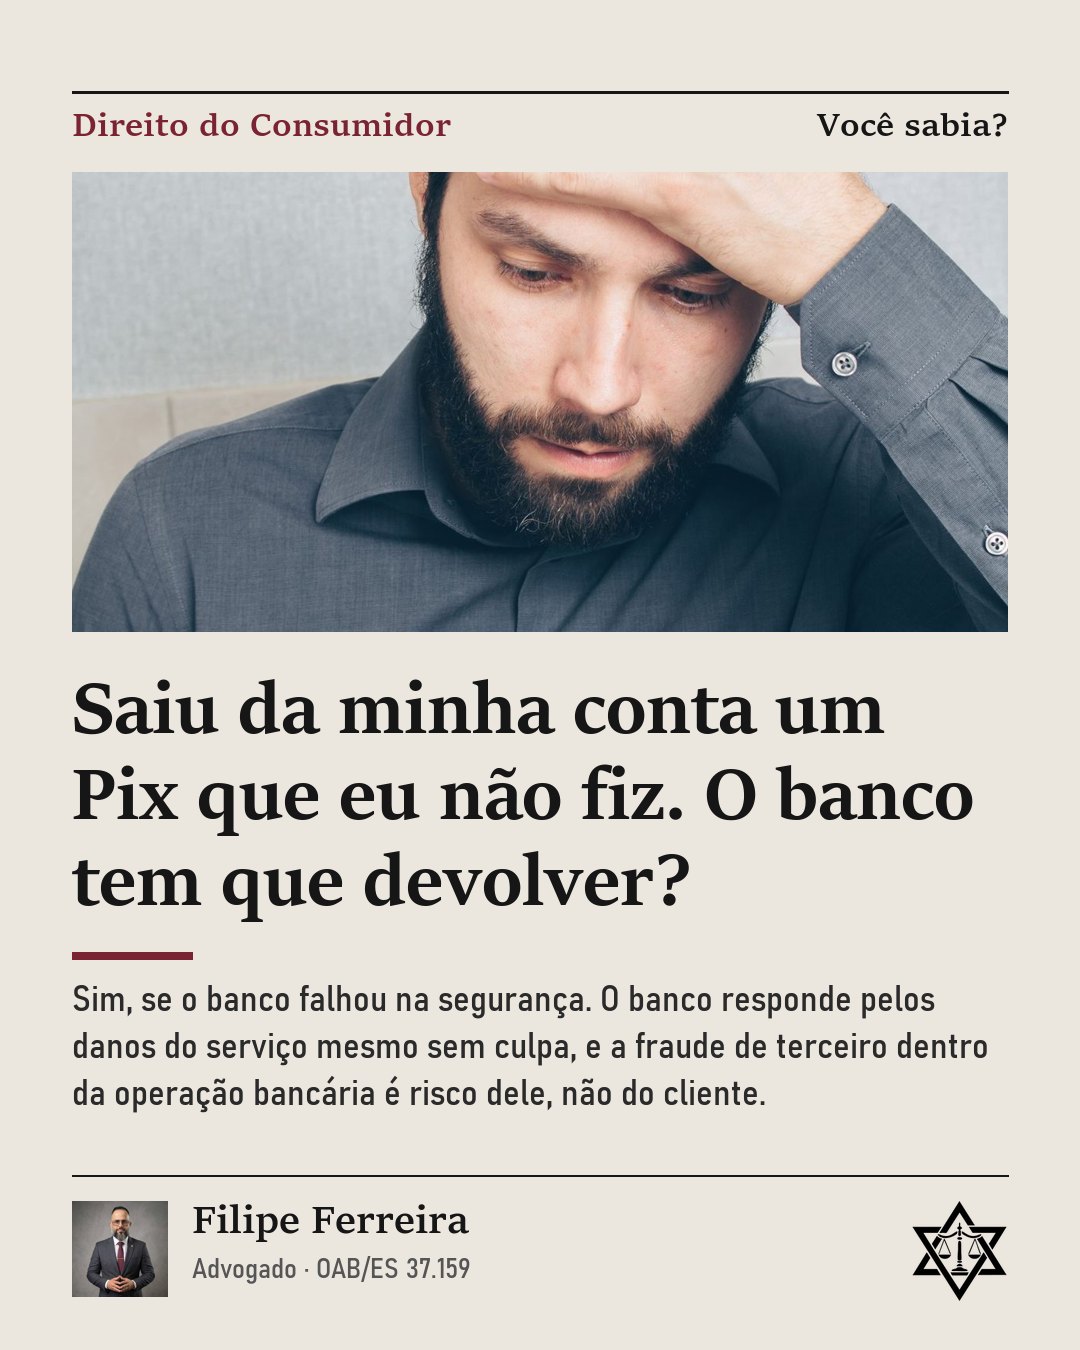 Direito do Consumidor
Você sabia?
Saiu da minha conta um
Pix que eu não fiz. O banco
tem que devolver?
Sim, se o banco falhou na segurança. O banco responde pelos
danos do serviço mesmo sem culpa, e a fraude de terceiro dentro
da operação bancária é risco dele, não do cliente.
Filipe Ferreira
Advogado · OAB/ES 37.159